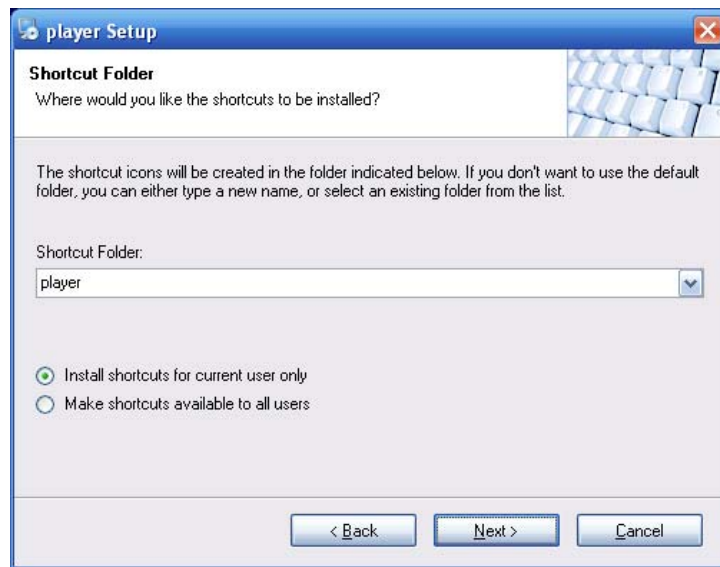 player Setup
Shortcut Folder
Where would you like the shortcuts to be installed?
The shortcut icons will be created in the folder indicated below. If you don't want to use the default
folder, you can either type a new name, or select an existing folder from the list.
Shortcut Folder:
player
Install shortcuts for current user only
Make shortcuts available to all users
< Back
Next >
Cancel